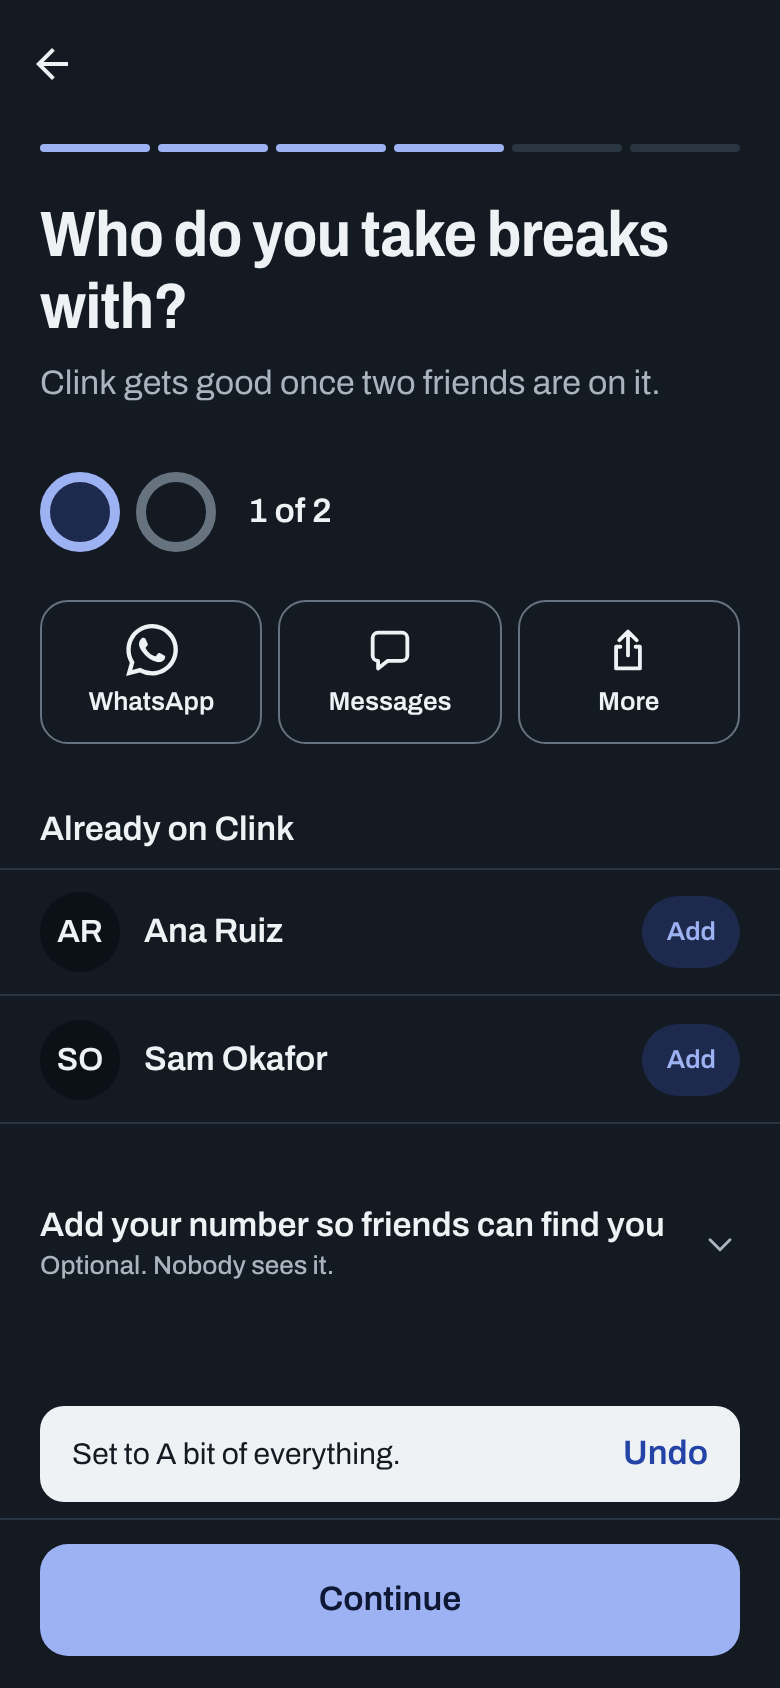 Who do you take breaks
with?
Clink gets good once two friends are on it.
1 of 2
WhatsApp
Messages
More
Already on Clink
AR
Ana Ruiz
Add
SO
Sam Okafor
Add
Add your number so friends can find you
Optional. Nobody sees it.
Set to A bit of everything.
Undo
Continue